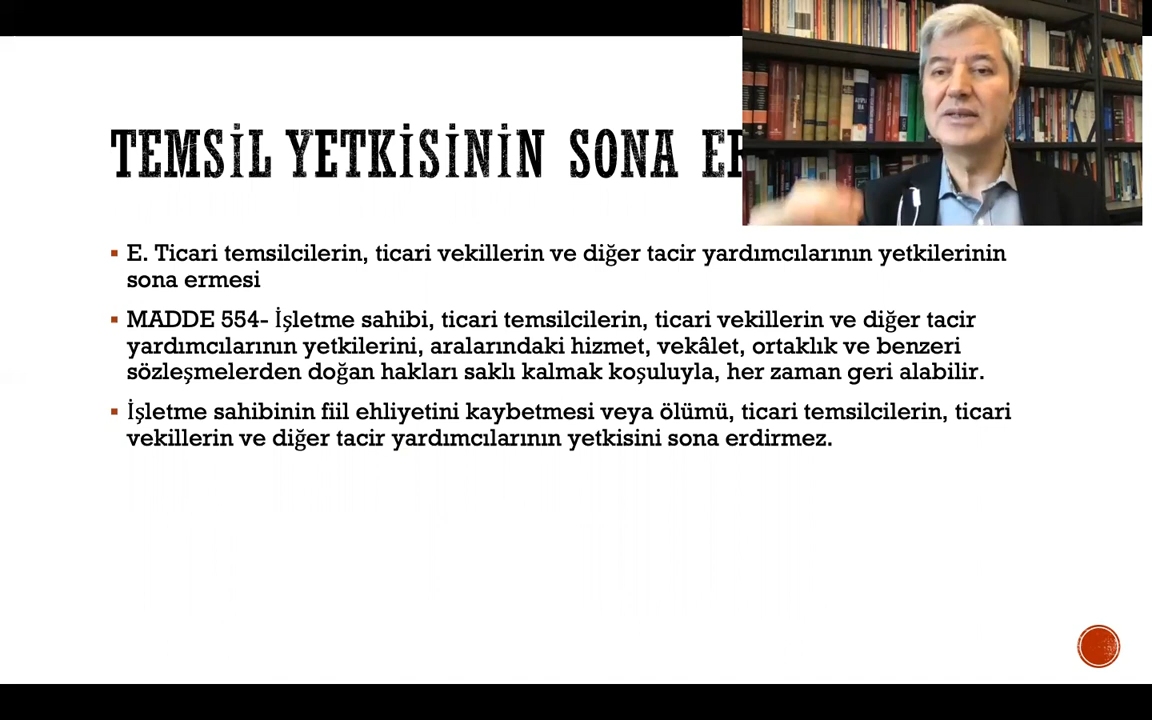 TEMSİL YETKİSİNİN SONA
E. Ticari temsilcilerin, ticari vekillerin ve diğer tacir yardımcılarının yetkilerinin
sona ermesi
MADDE 554- İşletme sahibi, ticari temsilcilerin, ticari vekillerin ve diğer tacir
yardımcılarının yetkilerini, aralarındaki hizmet, vekâlet, ortaklık ve benzeri
sözleşmelerden doğan hakları saklı kalmak koşuluyla, her zaman geri alabilir.
İşletme sahibinin fiil ehliyetini kaybetmesi veya ölümü, ticari temsilcilerin, ticari
vekillerin ve diğer tacir yardımcılarının yetkisini sona erdirmez.